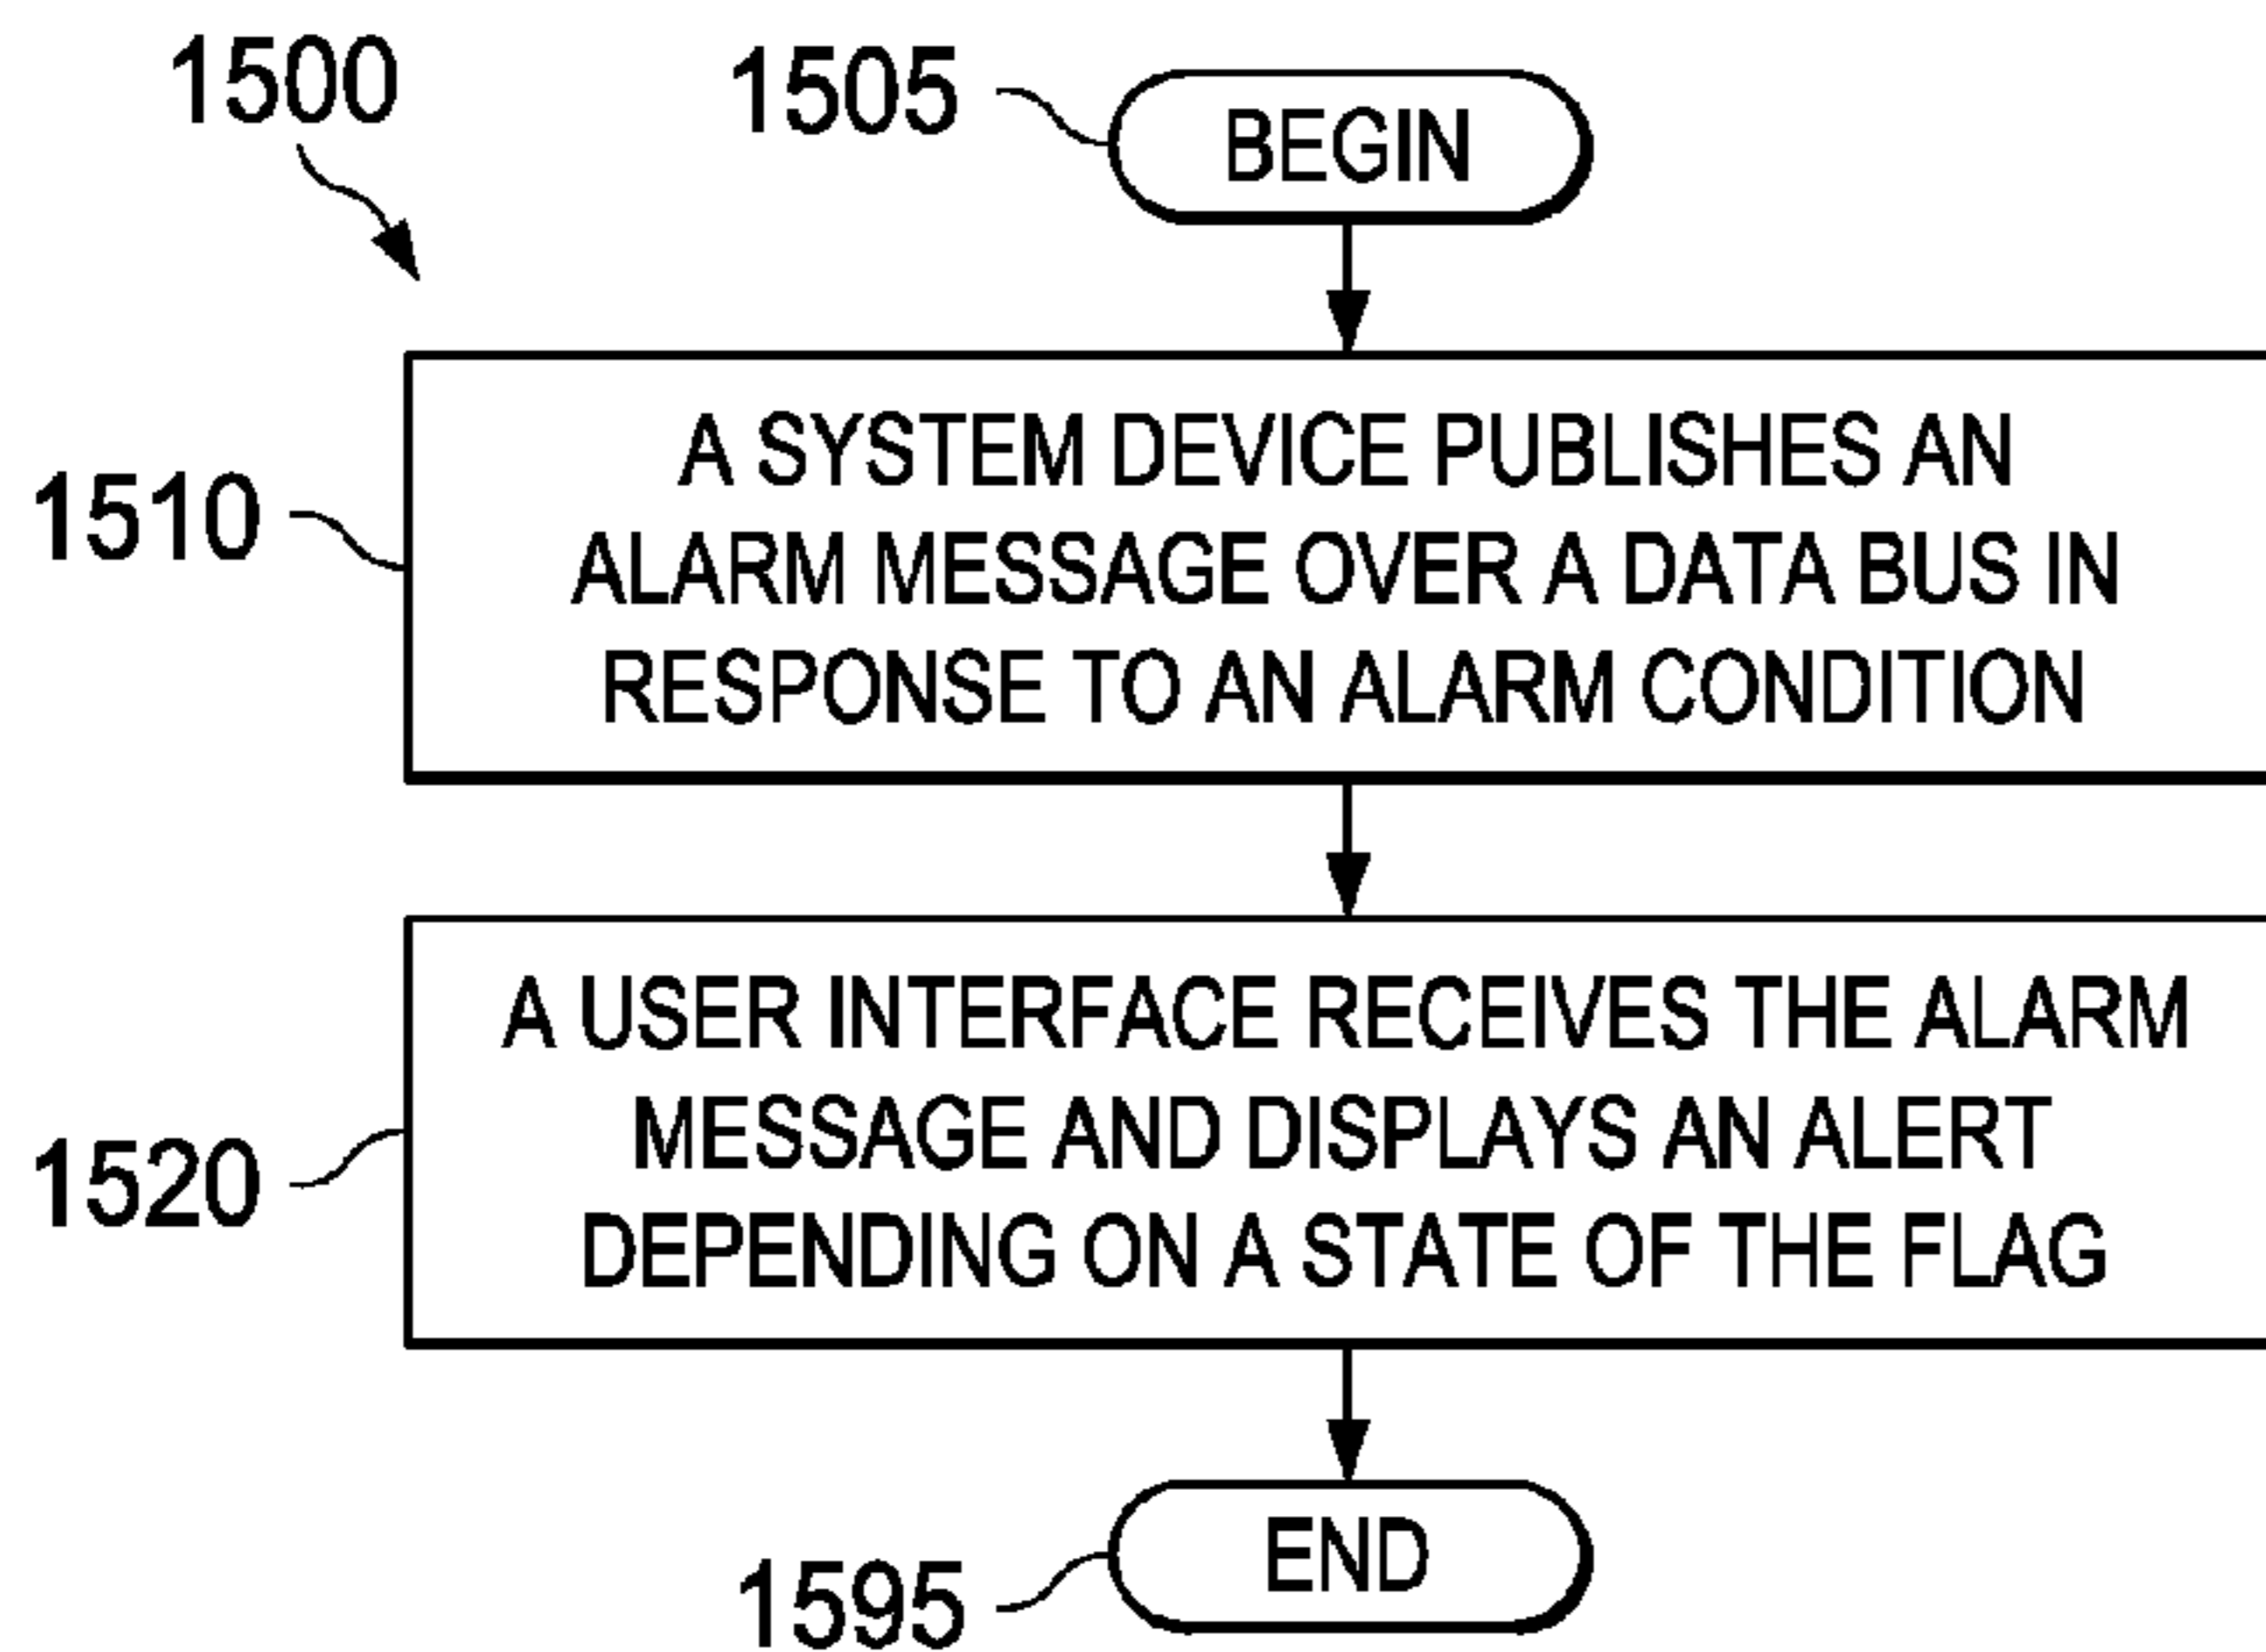 1500
1505
BEGIN
1510
A SYSTEM DEVICE PUBLISHES AN
ALARM MESSAGE OVER A DATA BUS IN
RESPONSE TO AN ALARM CONDITION
1520
A USER INTERFACE RECEIVES THE ALARM
MESSAGE AND DISPLAYS AN ALERT
DEPENDING ON A STATE OF THE FLAG
1595
END